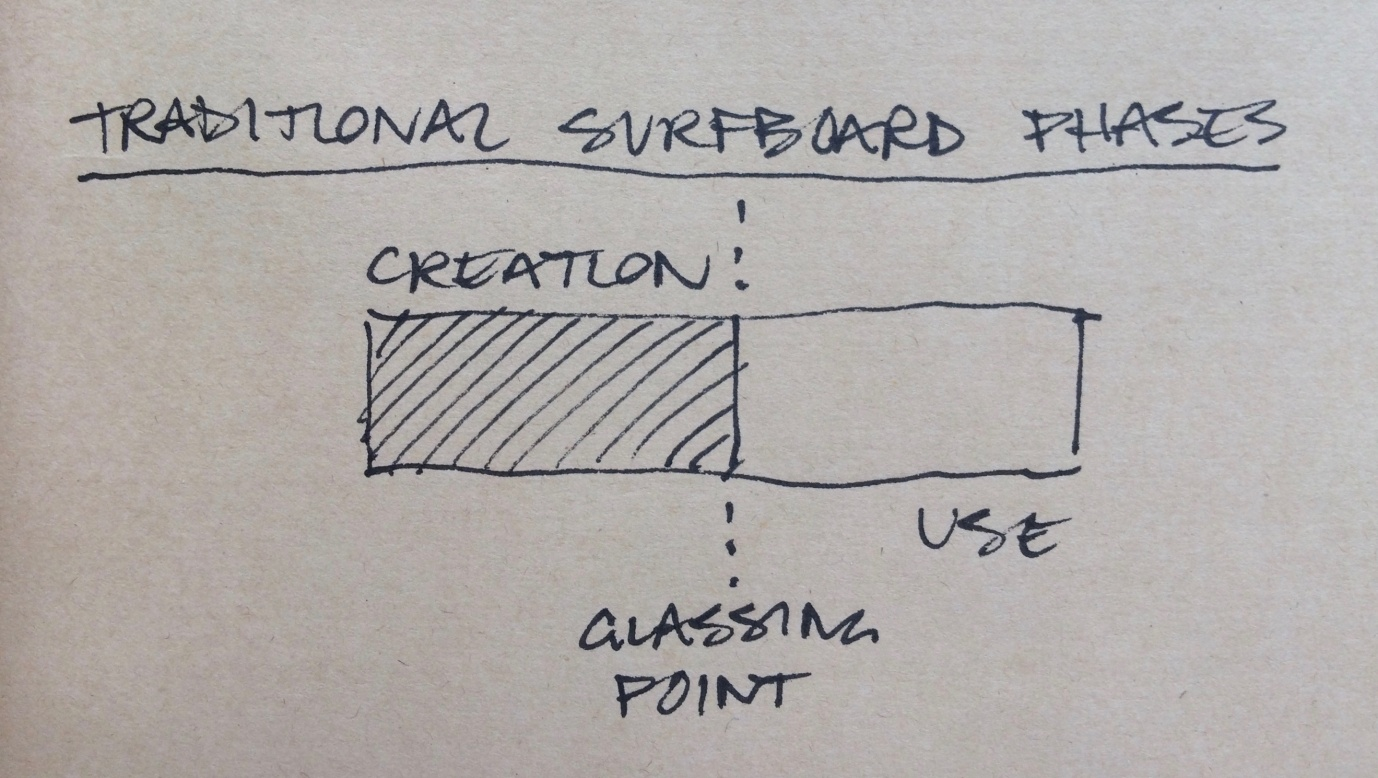 TRADITIONAL SURFBOARD PHASES
CREATION
USE
GLASSING
POINT